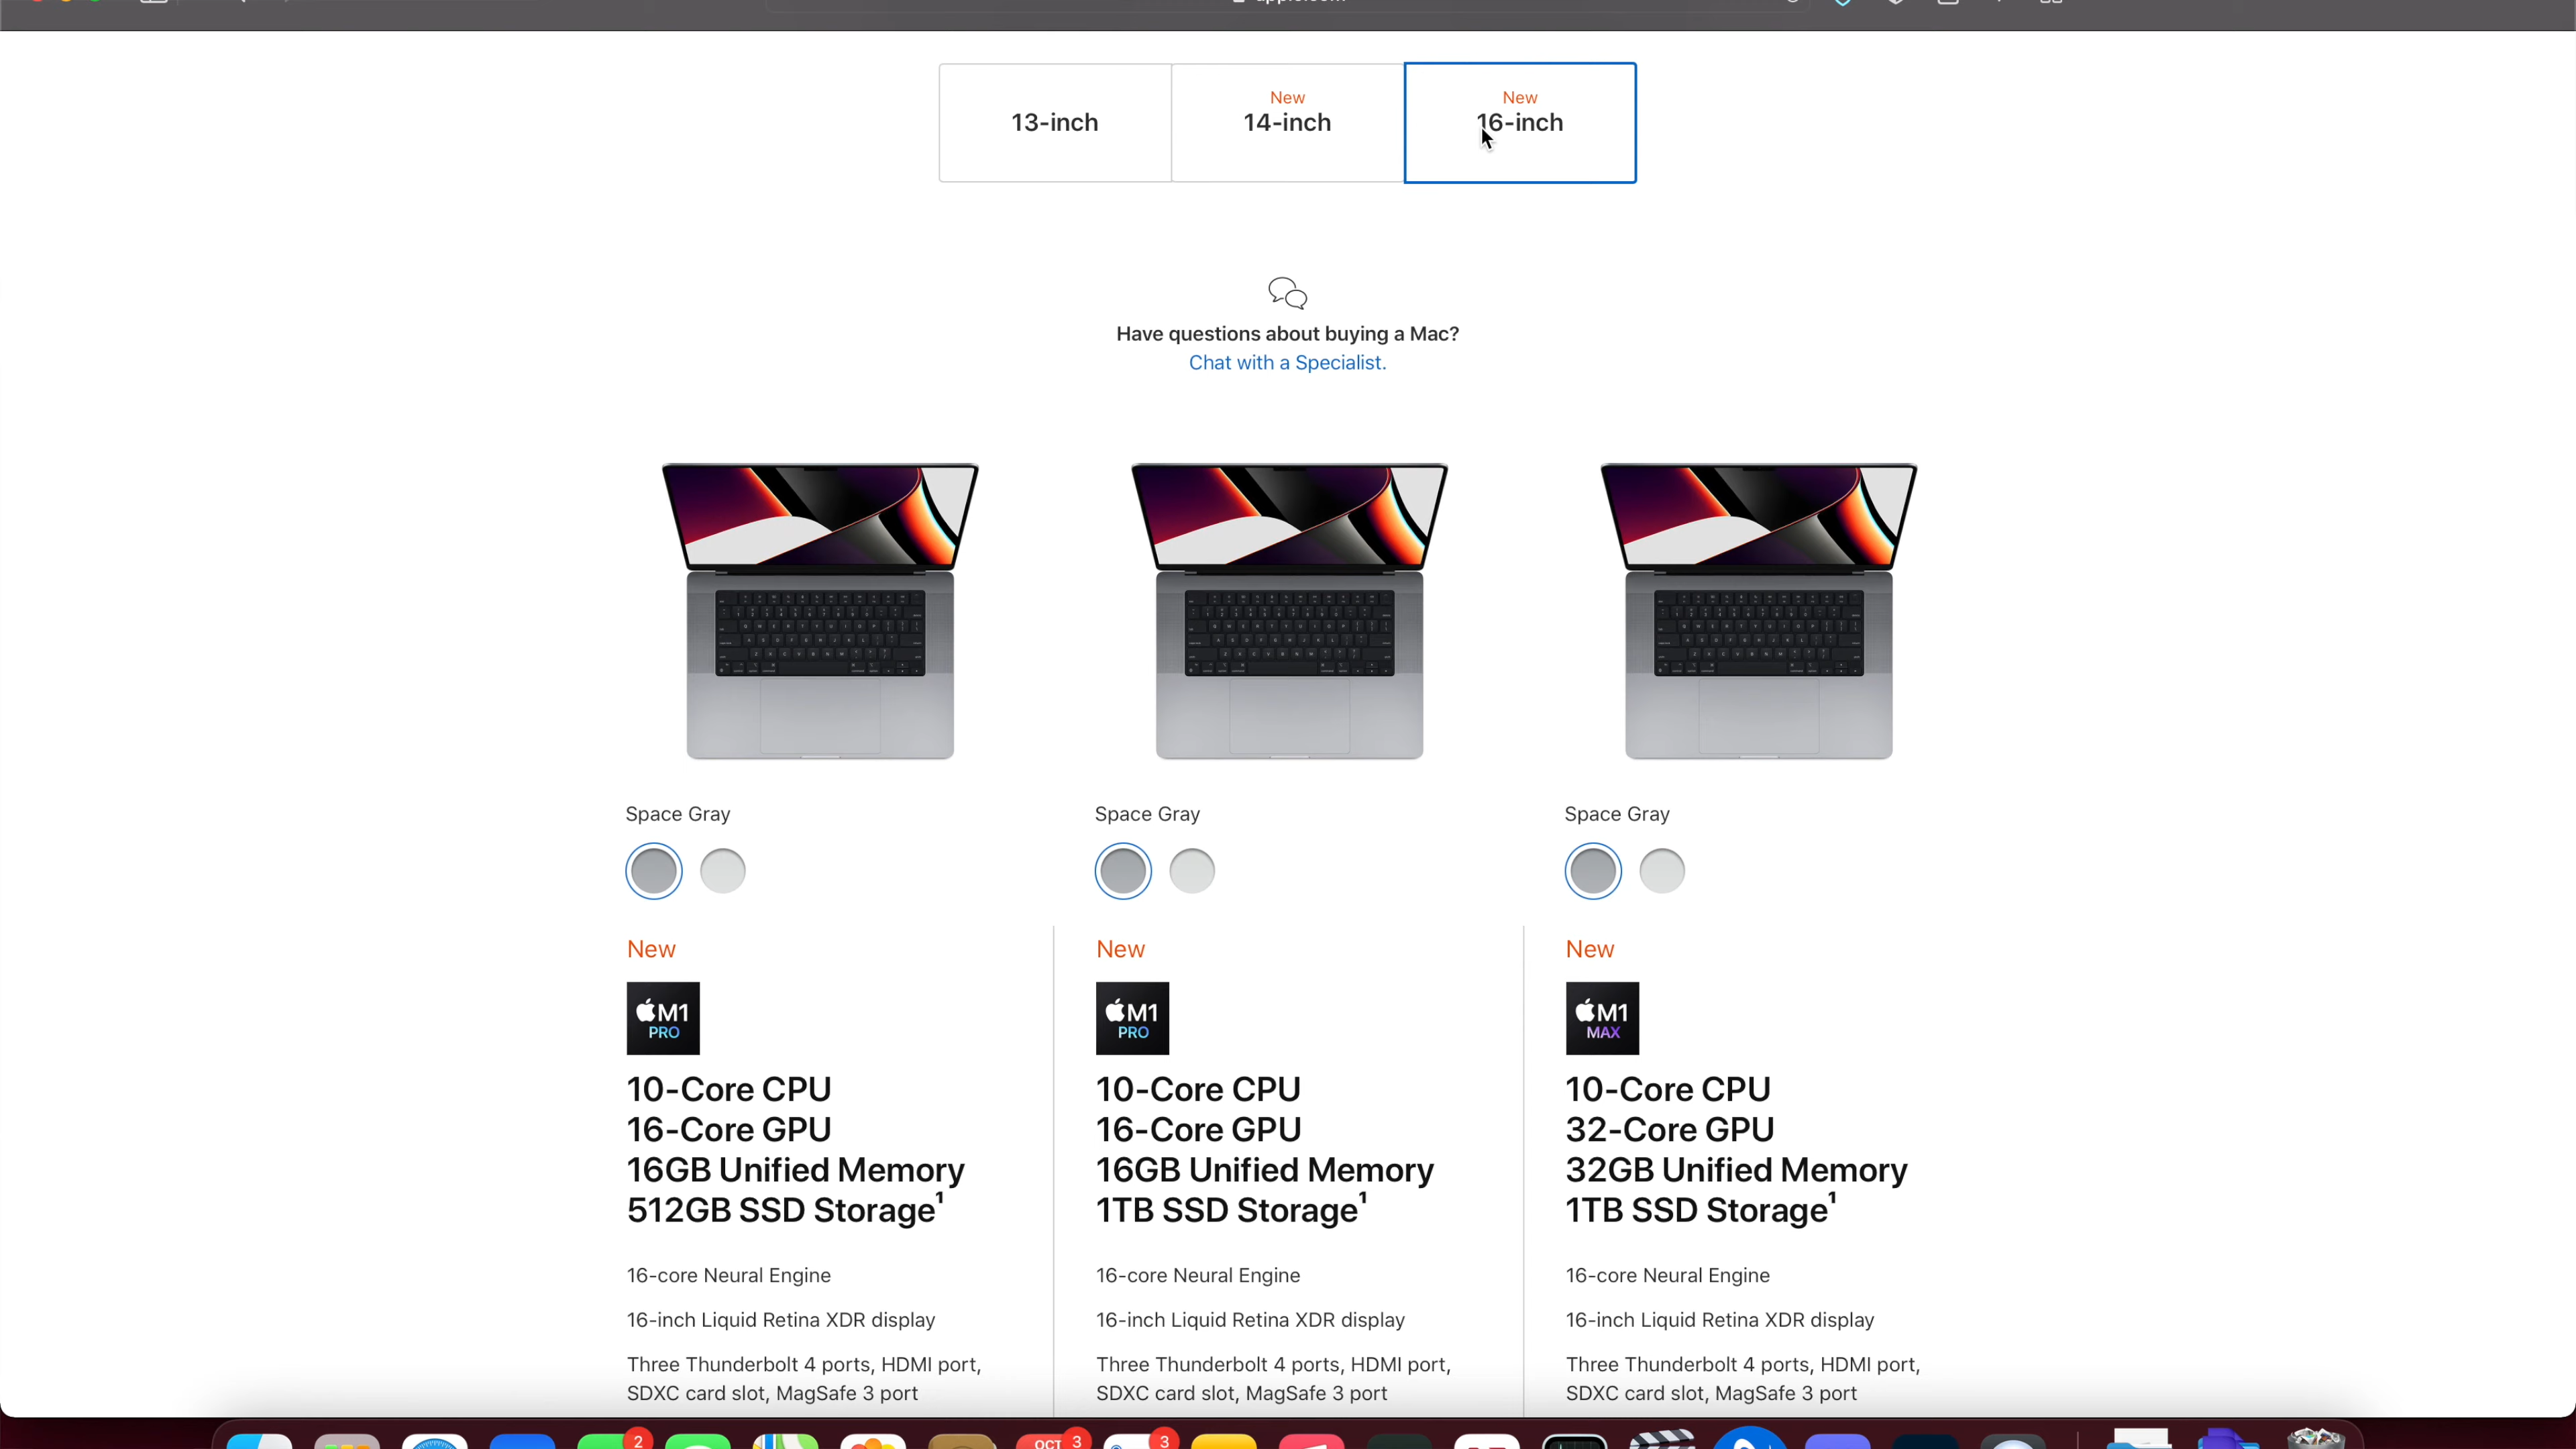 13-inch
New
14-inch
New
16-inch
Have questions about buying a Mac?
Chat with a Specialist.
Space Gray
Space Gray
Space Gray
New
M1
PRO
10-Core CPU
16-Core GPU
16GB Unified Memory
512GB SSD Storage¹
16-core Neural Engine
16-inch Liquid Retina XDR display
Three Thunderbolt 4 ports, HDMI port,
SDXC card slot, MagSafe 3 port
New
M1
PRO
10-Core CPU
16-Core GPU
16GB Unified Memory
1TB SSD Storage¹
16-core Neural Engine
16-inch Liquid Retina XDR display
Three Thunderbolt 4 ports, HDMI port,
SDXC card slot, MagSafe 3 port
New
M1
MAX
10-Core CPU
32-Core GPU
32GB Unified Memory
1TB SSD Storage¹
16-core Neural Engine
16-inch Liquid Retina XDR display
Three Thunderbolt 4 ports, HDMI port,
SDXC card slot, MagSafe 3 port
2
OCT
3
3